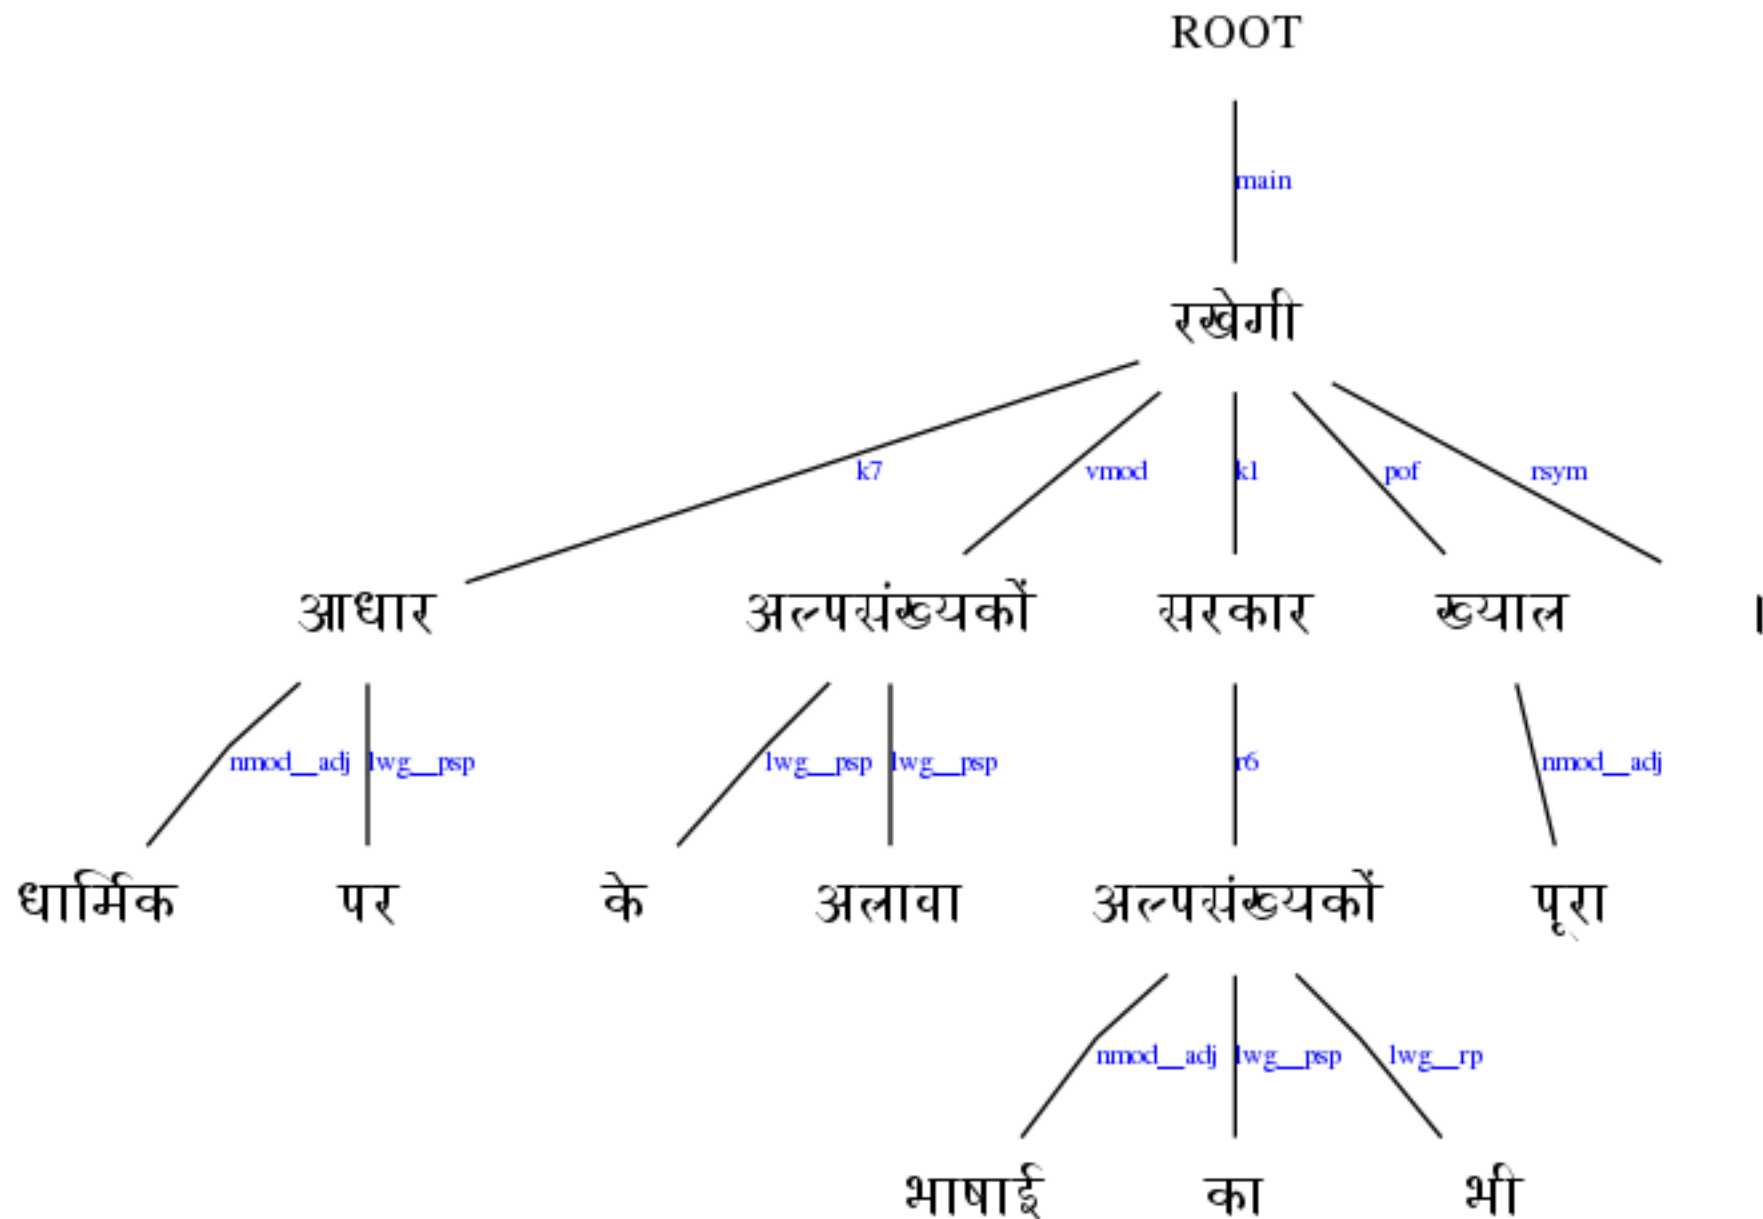 ROOT
main
रखेगी
k7 vmod k1 pof rsym
आधार अल्पसंख्यकों सरकार ख्याल ।
nmod__adj lwg__psp lwg__psp lwg__psp r6 nmod__adj
धार्मिक पर के अलावा अल्पसंख्यकों पूरा
nmod__adj lwg__psp lwg__rp
भाषाई का भी